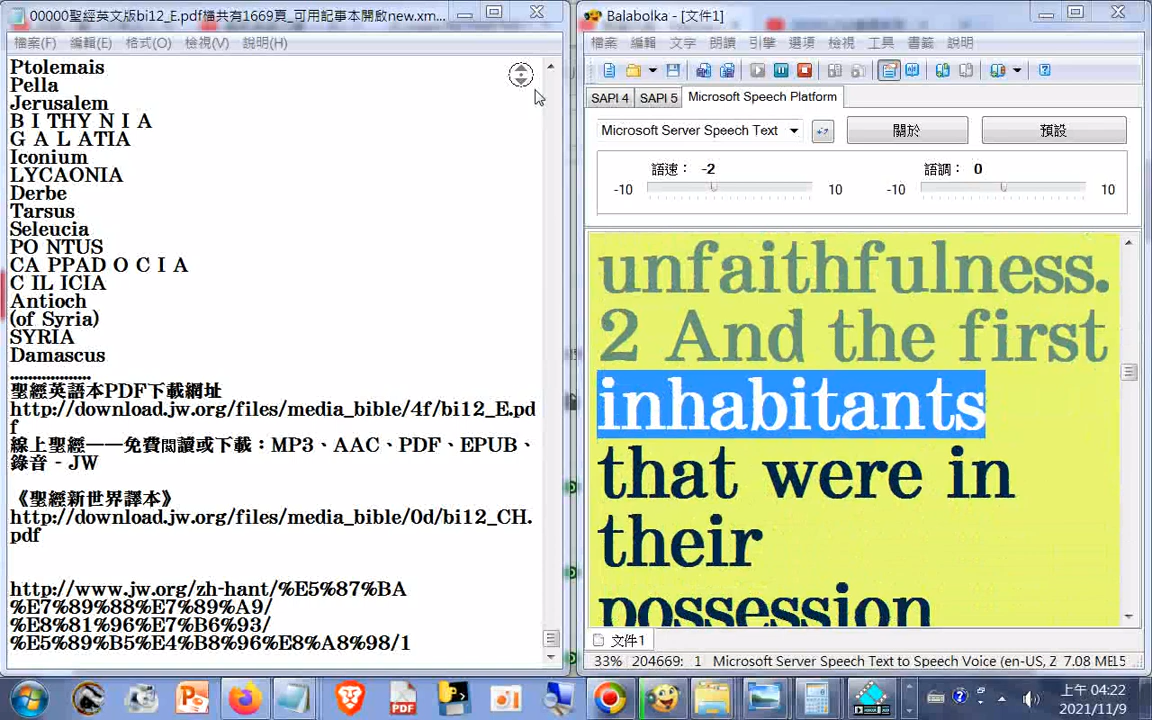 00000聖經英文版bi12_E.pdf檔共有1669頁_可用記事本開啟new.xm...
檔案(F) 編輯(E) 格式(O) 檢視(V) 說明(H)
Ptolemais
Pella
Jerusalem
B I THY N I A
G A L ATIA
Iconium
LYCAONIA
Derbe
Tarsus
Seleucia
PO NTUS
CA PPAD O C I A
C IL ICIA
Antioch
(of Syria)
SYRIA
Damascus
..................
聖經英語本PDF下載網址
http://download.jw.org/files/media_bible/4f/bi12_E.pd
f
線上聖經——免費閱讀或下載：MP3、AAC、PDF、EPUB、
錄音 - JW
《聖經新世界譯本》
http://download.jw.org/files/media_bible/0d/bi12_CH.
pdf
http://www.jw.org/zh-hant/%E5%87%BA
%E7%89%88%E7%89%A9/
%E8%81%96%E7%B6%93/
%E5%89%B5%E4%B8%96%E8%A8%98/1
Balabolka - [文件1]
檔案 編輯 文字 朗讀 引擎 選項 檢視 工具 書籤 說明
SAPI 4 SAPI 5 Microsoft Speech Platform
Microsoft Server Speech Text 關於 預設
語速： -2 語調： 0
-10 10 -10 10
unfaithfulness.
2 And the first
inhabitants
that were in
their
possession
文件1
33% 204669: 1 Microsoft Server Speech Text to Speech Voice (en-US, Z 7.08 MB
上午 04:22
2021/11/9